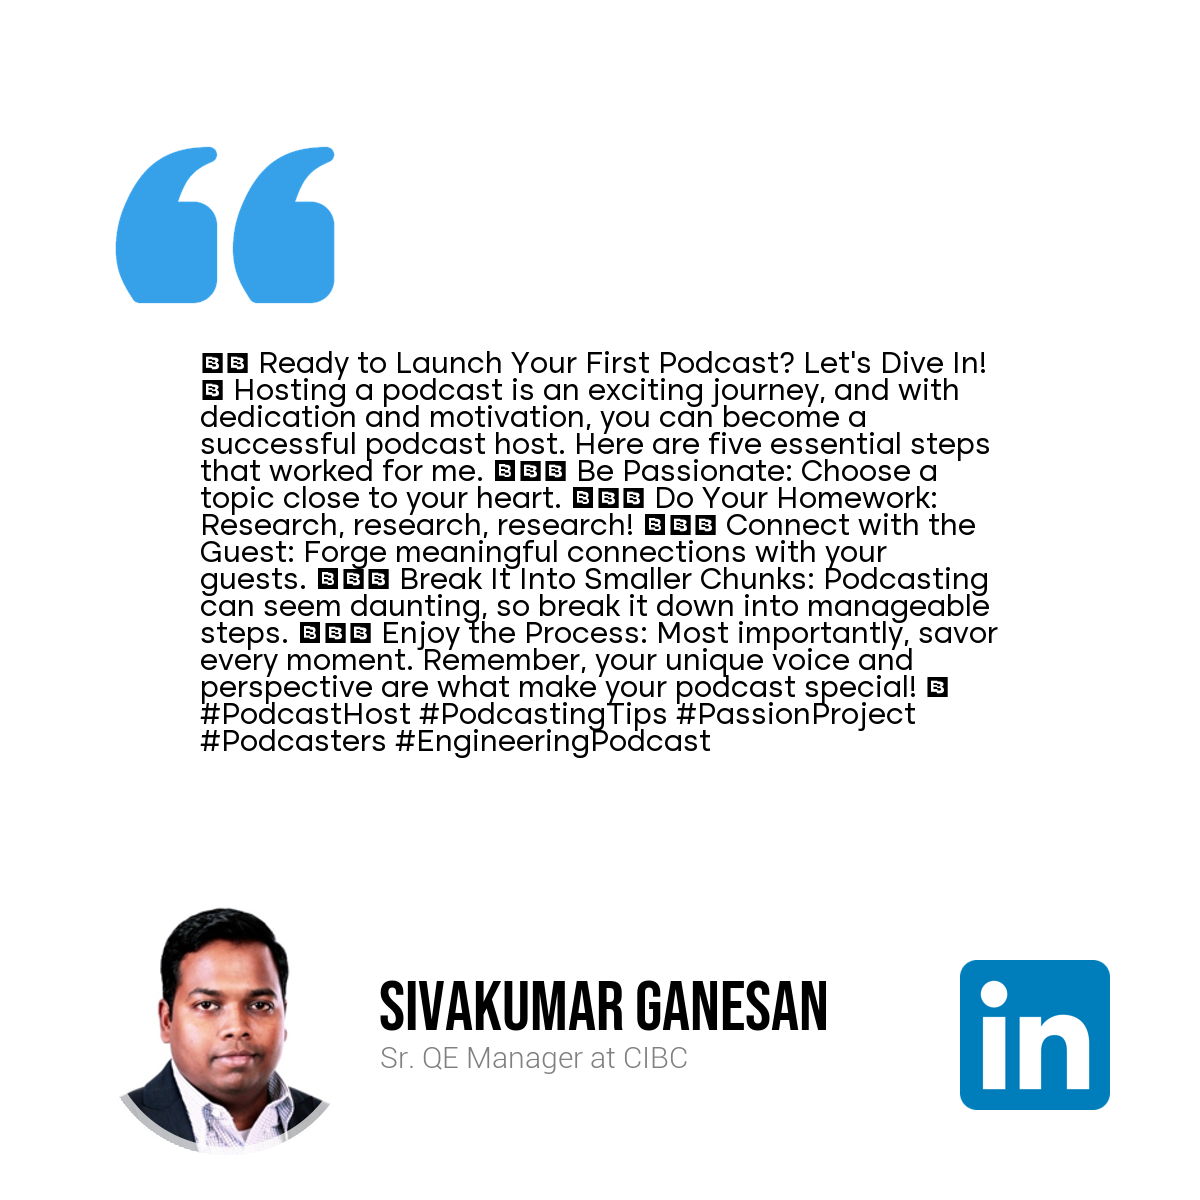 Ready to Launch Your First Podcast? Let's Dive In!
Hosting a podcast is an exciting journey, and with
dedication and motivation, you can become a
successful podcast host. Here are five essential steps
that worked for me. Be Passionate: Choose a
topic close to your heart. Do Your Homework:
Research, research, research! Connect with the
Guest: Forge meaningful connections with your
guests. Break It Into Smaller Chunks: Podcasting
can seem daunting, so break it down into manageable
steps. Enjoy the Process: Most importantly, savor
every moment. Remember, your unique voice and
perspective are what make your podcast special!
#PodcastHost #PodcastingTips #PassionProject
#Podcasters #EngineeringPodcast
SIVAKUMAR GANESAN
Sr. QE Manager at CIBC
in